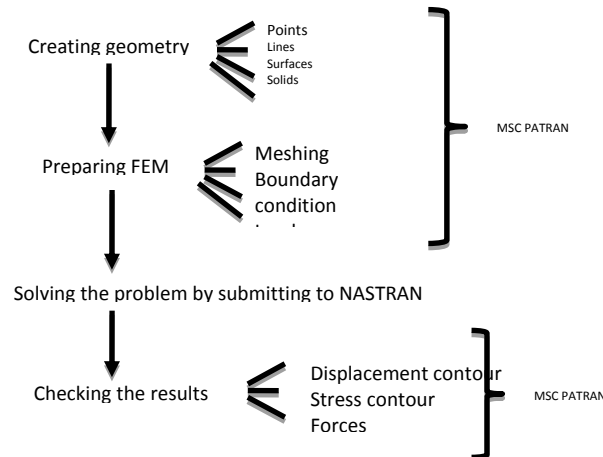 Creating geometry
Points
Lines
Surfaces
Solids
MSC PATRAN
Preparing FEM
Meshing
Boundary
condition
Solving the problem by submitting to NASTRAN
Checking the results
Displacement contour
Stress contour
Forces
MSC PATRAN